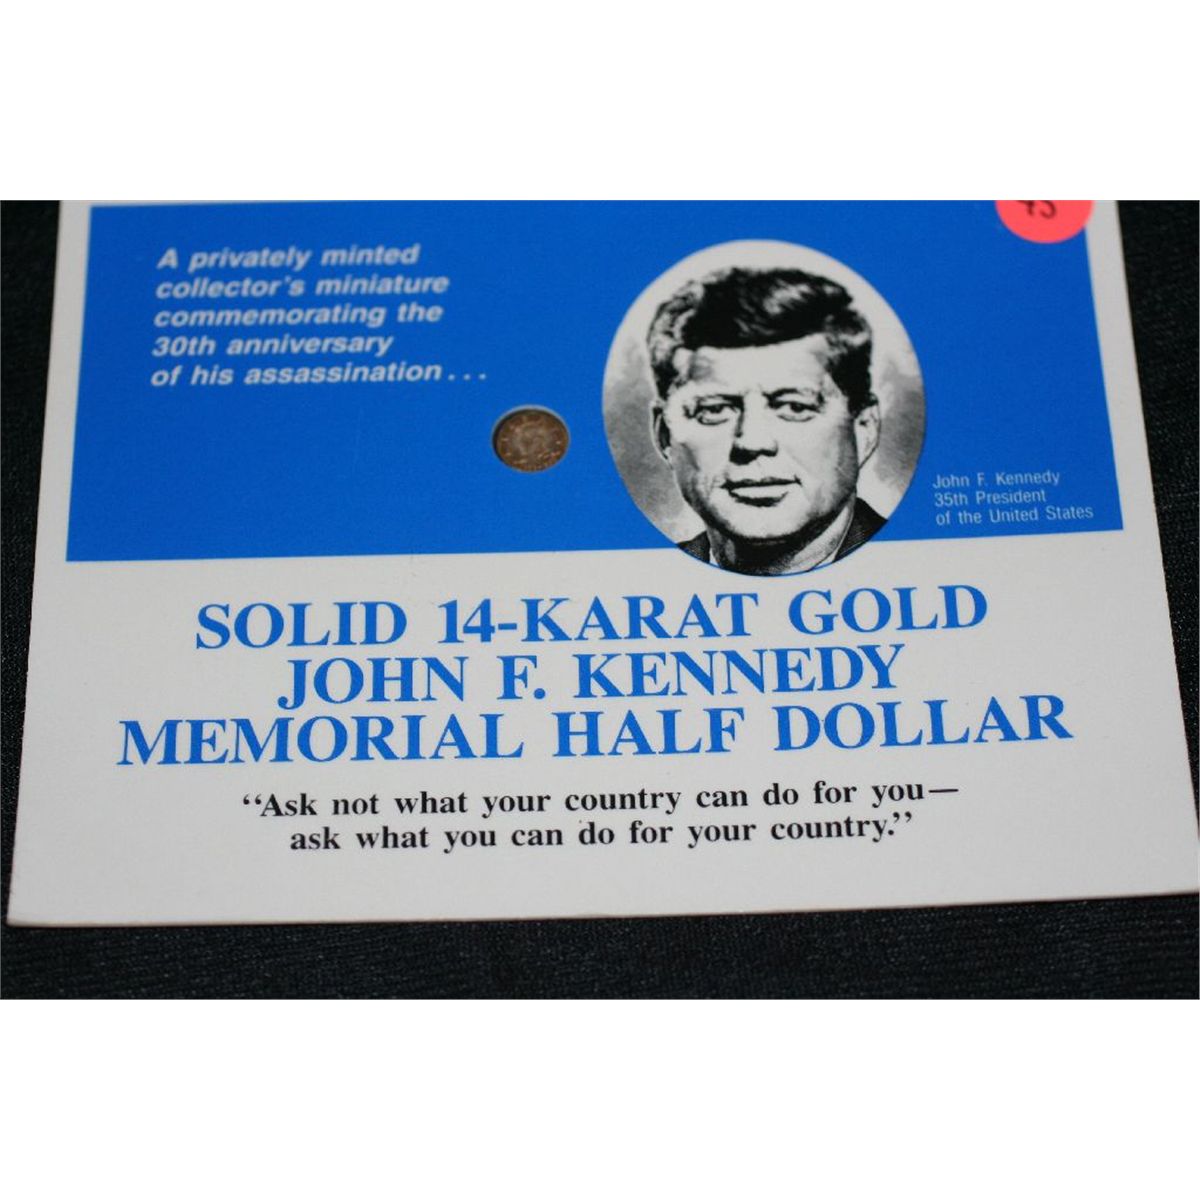 A privately minted
collector's miniature
commemorating the
30th anniversary
of his assassination...
John F. Kennedy
35th President
of the United States
SOLID 14-KARAT GOLD
JOHN F. KENNEDY
MEMORIAL HALF DOLLAR
“Ask not what your country can do for you—
ask what you can do for your country.”